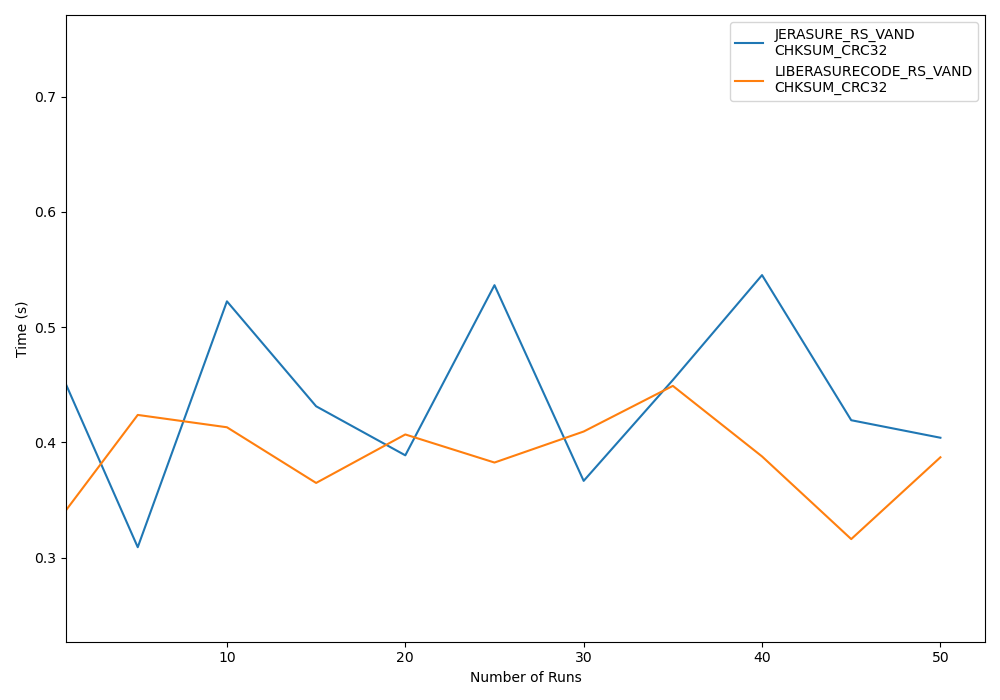 JERASURE_RS_VAND
CHKSUM_CRC32
LIBERASURECODE_RS_VAND
CHKSUM_CRC32
0.7
0.6
0.5
0.4
0.3
Time (s)
10 20 30 40 50
Number of Runs